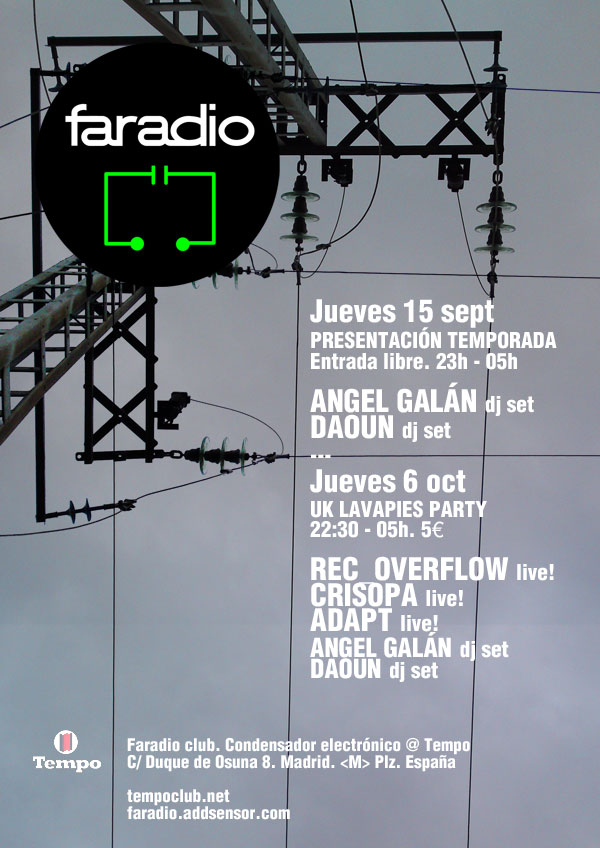 faradio
Jueves 15 sept
PRESENTACIÓN TEMPORADA
Entrada libre. 23h - 05h
ANGEL GALÁN dj set
DAOUN dj set
...
Jueves 6 oct
UK LAVAPIES PARTY
22:30 - 05h. 5€
REC_OVERFLOW live!
CRISOPA live!
ADAPT live!
ANGEL GALÁN dj set
DAOUN dj set
Tempo
Faradio club. Condensador electrónico @ Tempo
C/ Duque de Osuna 8. Madrid. <M> Plz. España
tempoclub.net
faradio.addsensor.com